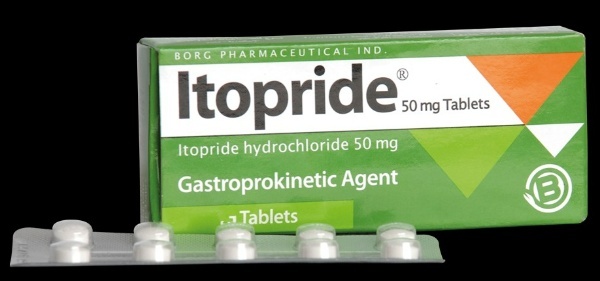 BORG PHARMACEUTICAL IND.
Itopride®
50 mg Tablets
Itopride hydrochloride 50 mg
Gastroprokinetic Agent
Tablets
B